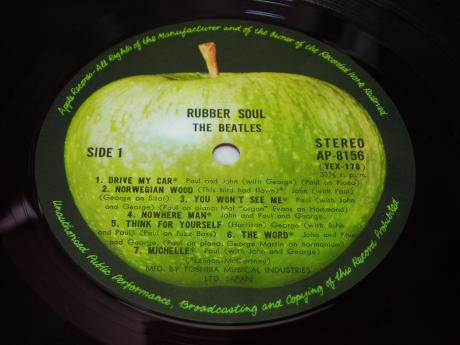 Apple Records—All Rights of the Manufacturer and of the Owner of the Recorded Work Reserved
RUBBER SOUL
THE BEATLES
SIDE 1
STEREO
AP-8156
(YEX-178)
33⅓ r.p.m.
1. DRIVE MY CAR* Paul and John (with George) (Paul on Piano)
2. NORWEGIAN WOOD (This bird had flown)* John (with Paul)
(George on Sitar) 3. YOU WON'T SEE ME* Paul (with John
and George) (Paul on piano; Mal "organ" Evans on Hammond)
4. NOWHERE MAN* John and Paul and George.
5. THINK FOR YOURSELF (Harrison) George (with John
and Paul) (Paul on Fuzz Bass) 6. THE WORD* John and Paul
and George, (Paul on piano, George Martin on harmonium)
7. MICHELLE* Paul (with John and George)
(*Lennon-McCartney)
MFD. BY TOSHIBA MUSICAL INDUSTRIES
LTD. JAPAN
Unauthorized Public Performance, Broadcasting and Copying of this Record Prohibited